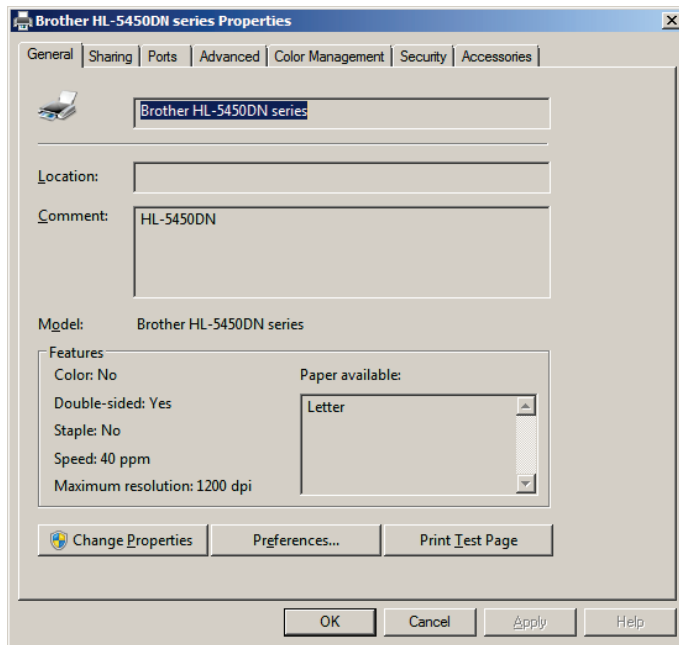 Brother HL-5450DN series Properties
General Sharing Ports Advanced Color Management Security Accessories
Brother HL-5450DN series
Location:
Comment: HL-5450DN
Model: Brother HL-5450DN series
Features
Color: No Paper available:
Double-sided: Yes Letter
Staple: No
Speed: 40 ppm
Maximum resolution: 1200 dpi
Change Properties Preferences... Print Test Page
OK Cancel Apply Help